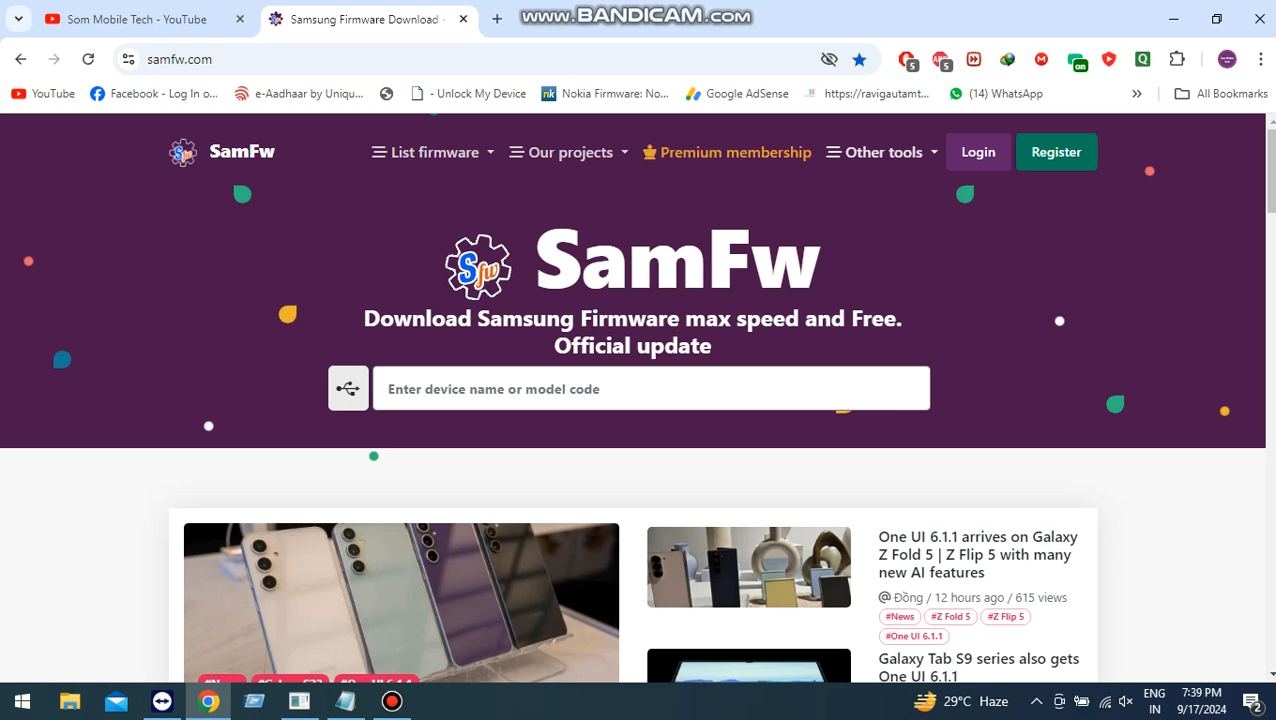 Som Mobile Tech - YouTube
Samsung Firmware Download -
WWW.BANDICAM.COM
samfw.com
5
5
on
YouTube
Facebook - Log In o...
e-Aadhaar by Uniqu...
- Unlock My Device
Nokia Firmware: No...
Google AdSense
https://ravigautamt...
(14) WhatsApp
All Bookmarks
SamFw
List firmware
Our projects
Premium membership
Other tools
Login
Register
Sfw SamFw
Download Samsung Firmware max speed and Free.
Official update
Enter device name or model code
One UI 6.1.1 arrives on Galaxy
Z Fold 5 | Z Flip 5 with many
new AI features
@ Đồng / 12 hours ago / 615 views
#News #Z Fold 5 #Z Flip 5
#One UI 6.1.1
Galaxy Tab S9 series also gets
One UI 6.1.1
29°C Haze
ENG
IN
7:39 PM
9/17/2024
2